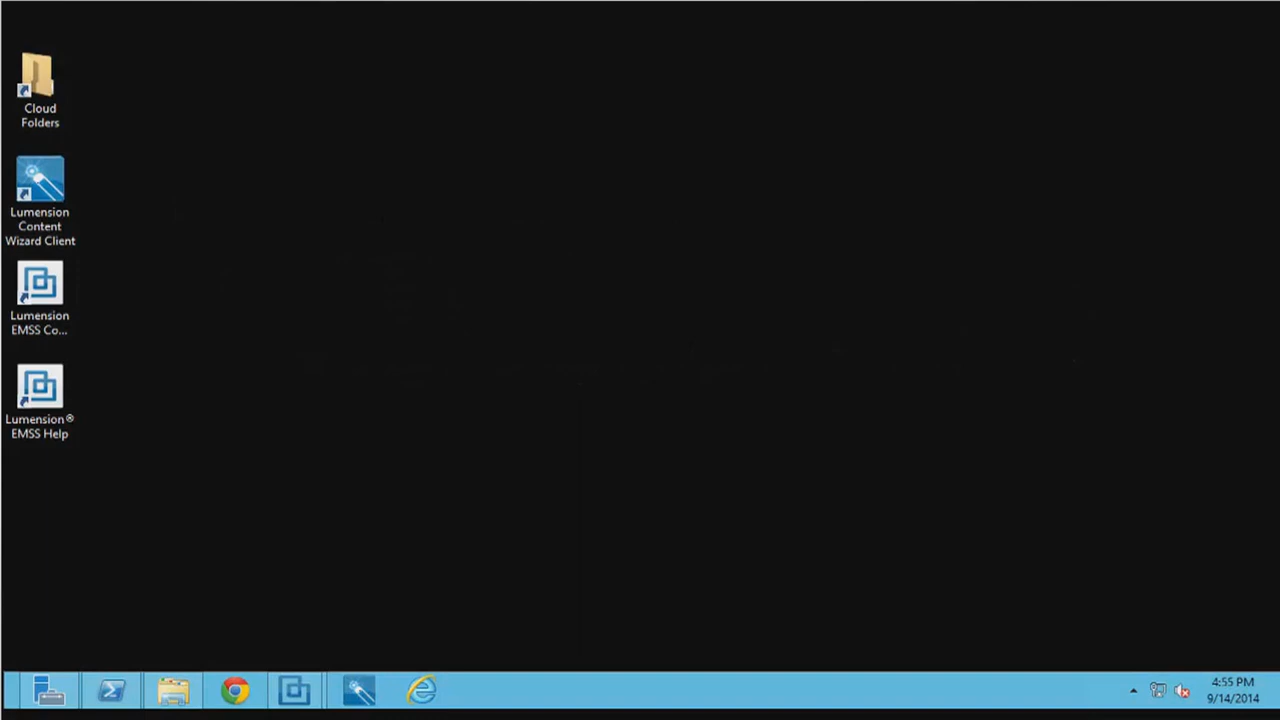 Cloud
Folders
Lumension
Content
Wizard Client
Lumension
EMSS Co...
Lumension®
EMSS Help
4:55 PM
9/14/2014